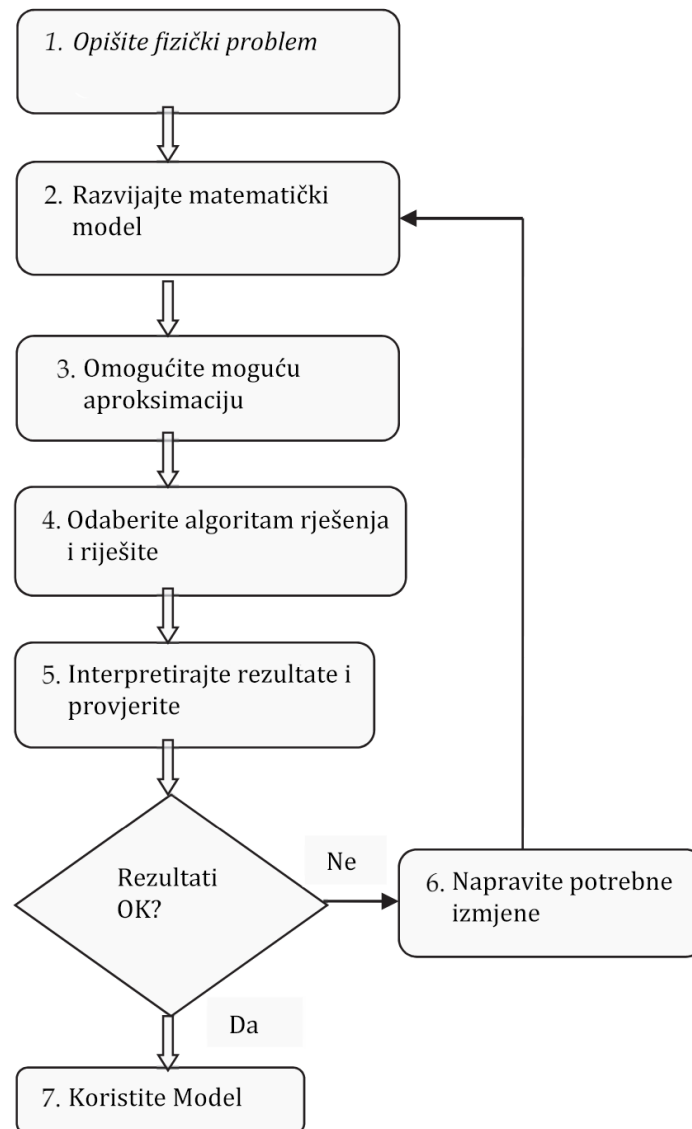 1. Opišite fizički problem
2. Razvijajte matematički
model
3. Omogućite moguću
aproksimaciju
4. Odaberite algoritam rješenja
i riješite
5. Interpretirajte rezultate i
provjerite
Rezultati
OK?
Ne
6. Napravite potrebne
izmjene
Da
7. Koristite Model